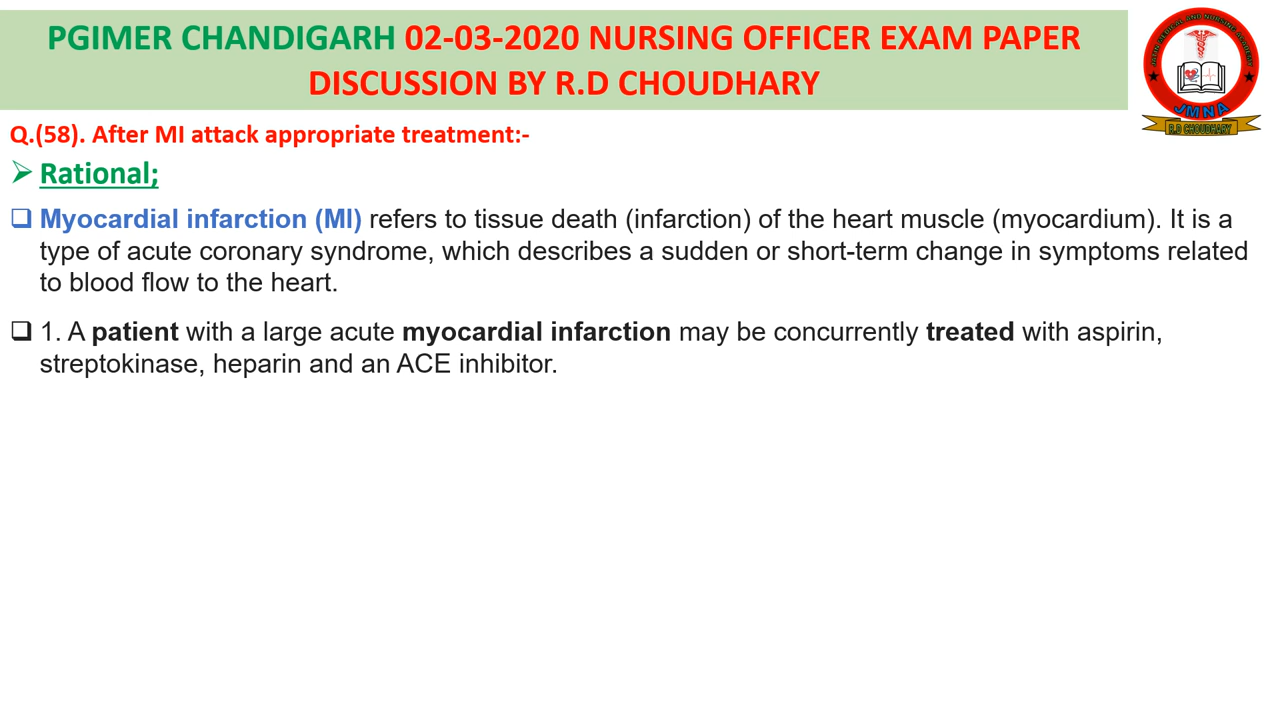 PGIMER CHANDIGARH 02-03-2020 NURSING OFFICER EXAM PAPER
DISCUSSION BY R.D CHOUDHARY
JMNA
R.D CHOUDHARY
Q.(58). After MI attack appropriate treatment:-
Rational;
Myocardial infarction (MI) refers to tissue death (infarction) of the heart muscle (myocardium). It is a
type of acute coronary syndrome, which describes a sudden or short-term change in symptoms related
to blood flow to the heart.
1. A patient with a large acute myocardial infarction may be concurrently treated with aspirin,
streptokinase, heparin and an ACE inhibitor.